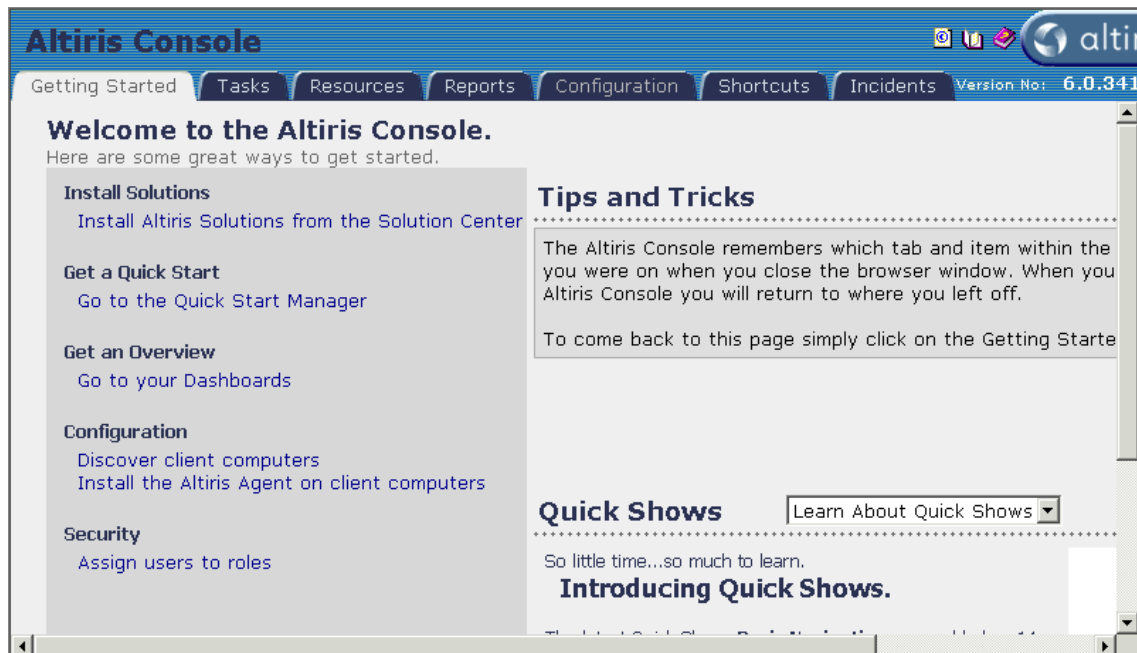 Altiris Console
altiri
Getting Started Tasks Resources Reports Configuration Shortcuts Incidents Version No: 6.0.341
Welcome to the Altiris Console.
Here are some great ways to get started.
Install Solutions
Install Altiris Solutions from the Solution Center
Get a Quick Start
Go to the Quick Start Manager
Get an Overview
Go to your Dashboards
Configuration
Discover client computers
Install the Altiris Agent on client computers
Security
Assign users to roles
Tips and Tricks
The Altiris Console remembers which tab and item within the
you were on when you close the browser window. When you
Altiris Console you will return to where you left off.
To come back to this page simply click on the Getting Starte
Quick Shows
Learn About Quick Shows
So little time...so much to learn.
Introducing Quick Shows.